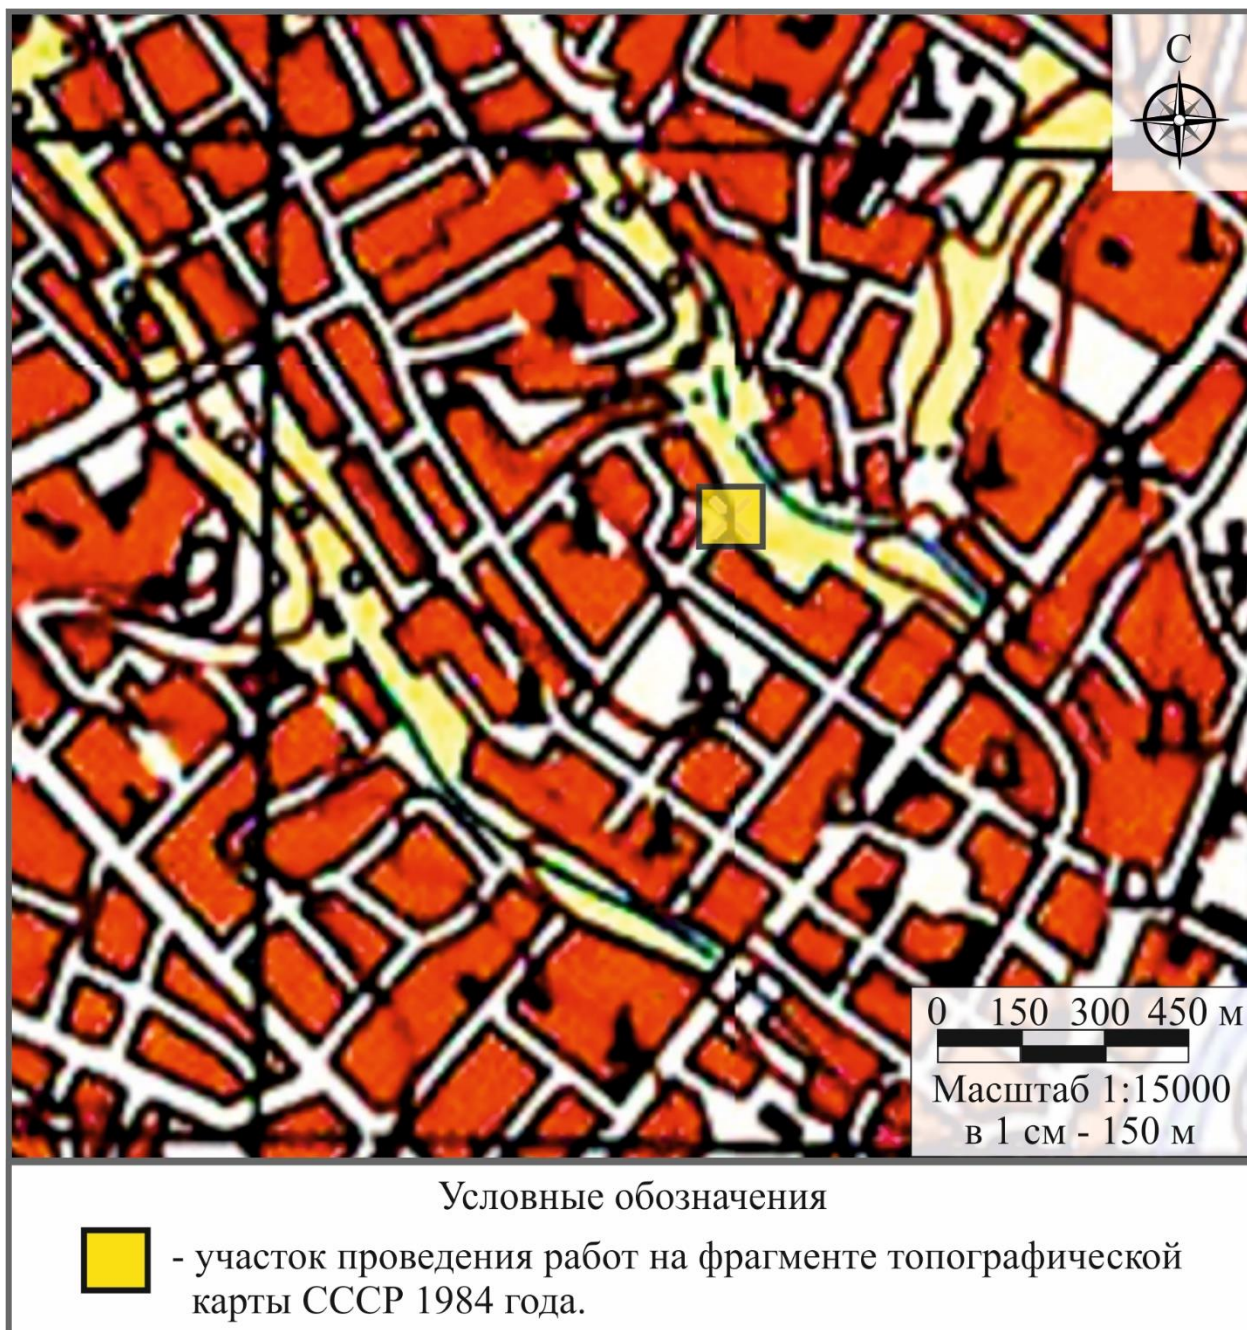 С
0 150 300 450 м
Масштаб 1:15000
в 1 см - 150 м
Условные обозначения
- участок проведения работ на фрагменте топографической
карты СССР 1984 года.